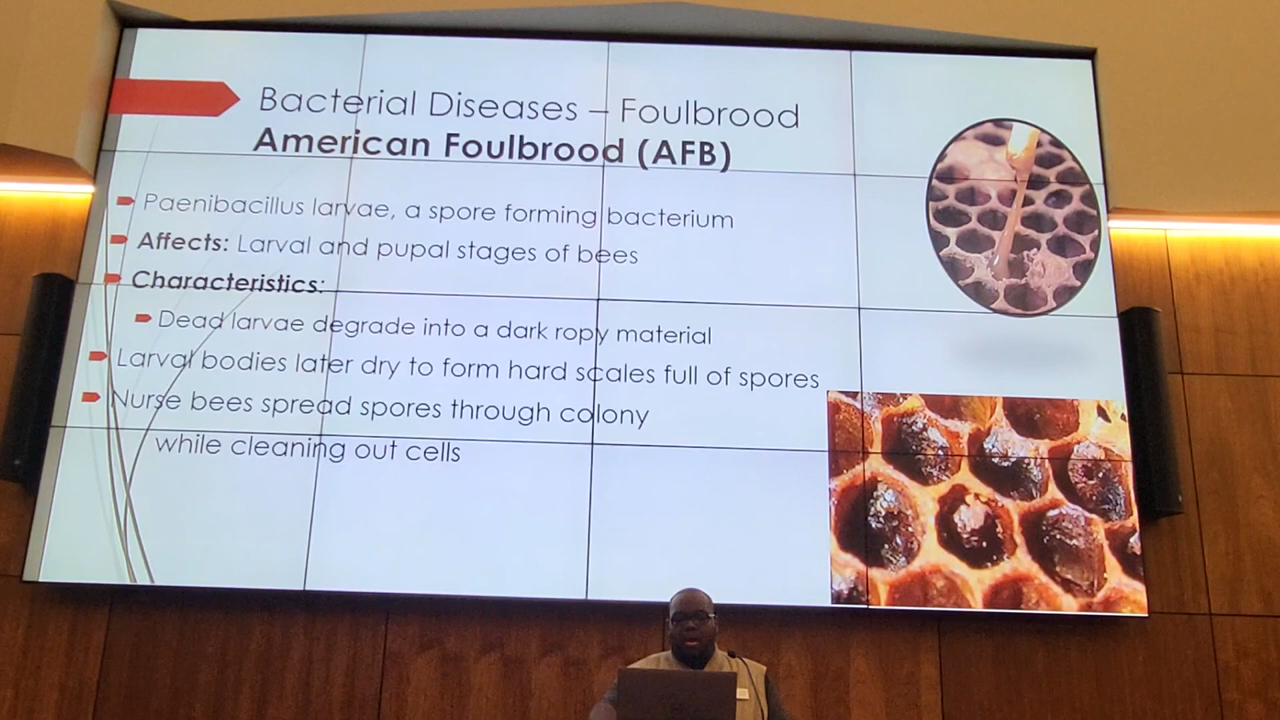 Bacterial Diseases – Foulbrood
American Foulbrood (AFB)
Paenibacillus larvae, a spore forming bacterium
Affects: Larval and pupal stages of bees
Characteristics:
Dead larvae degrade into a dark ropy material
Larval bodies later dry to form hard scales full of spores
Nurse bees spread spores through colony
while cleaning out cells